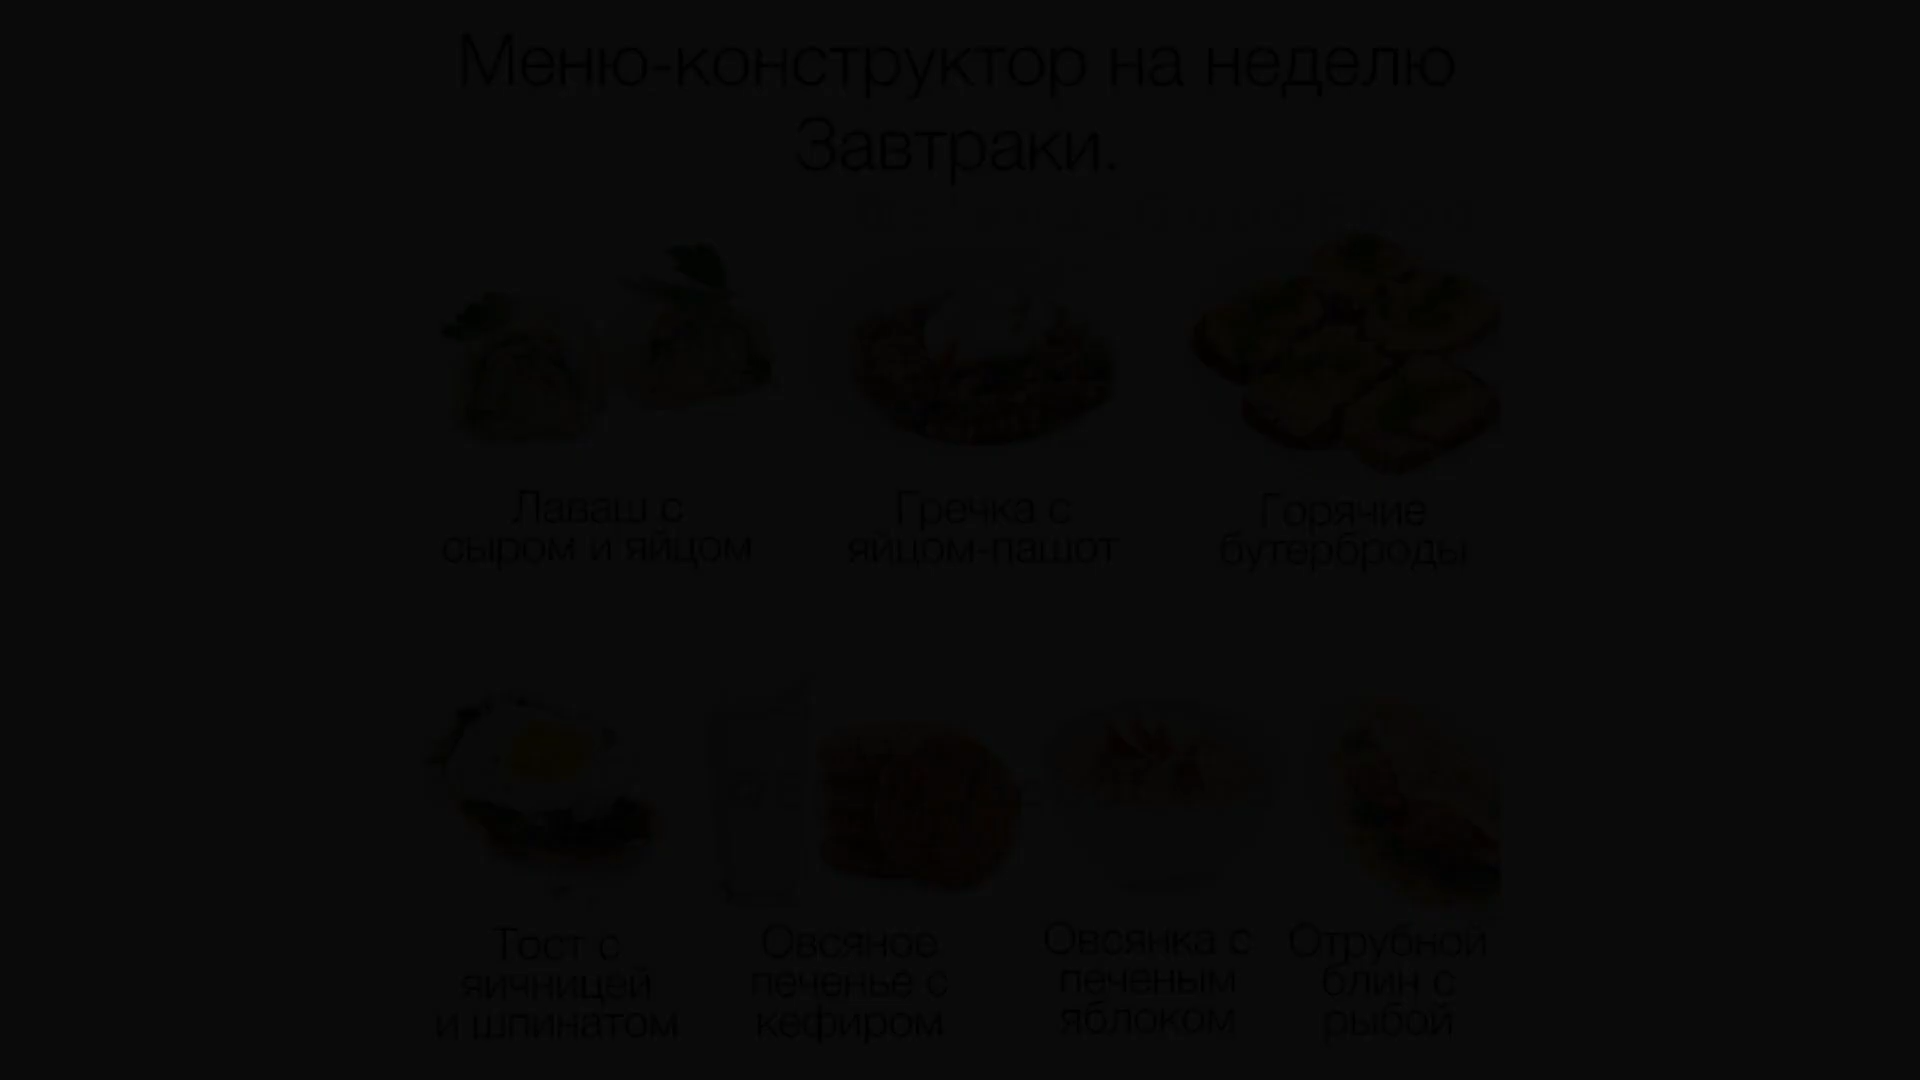 Меню-конструктор на неделю
Завтраки.
Лаваш с
сыром и яйцом
Гречка с
яйцом-пашот
Горячие
бутерброды
Тост с
яичницей
и шпинатом
Овсяное
печенье с
кефиром
Овсянка с
печеным
яблоком
Отрубной
блин с
рыбой